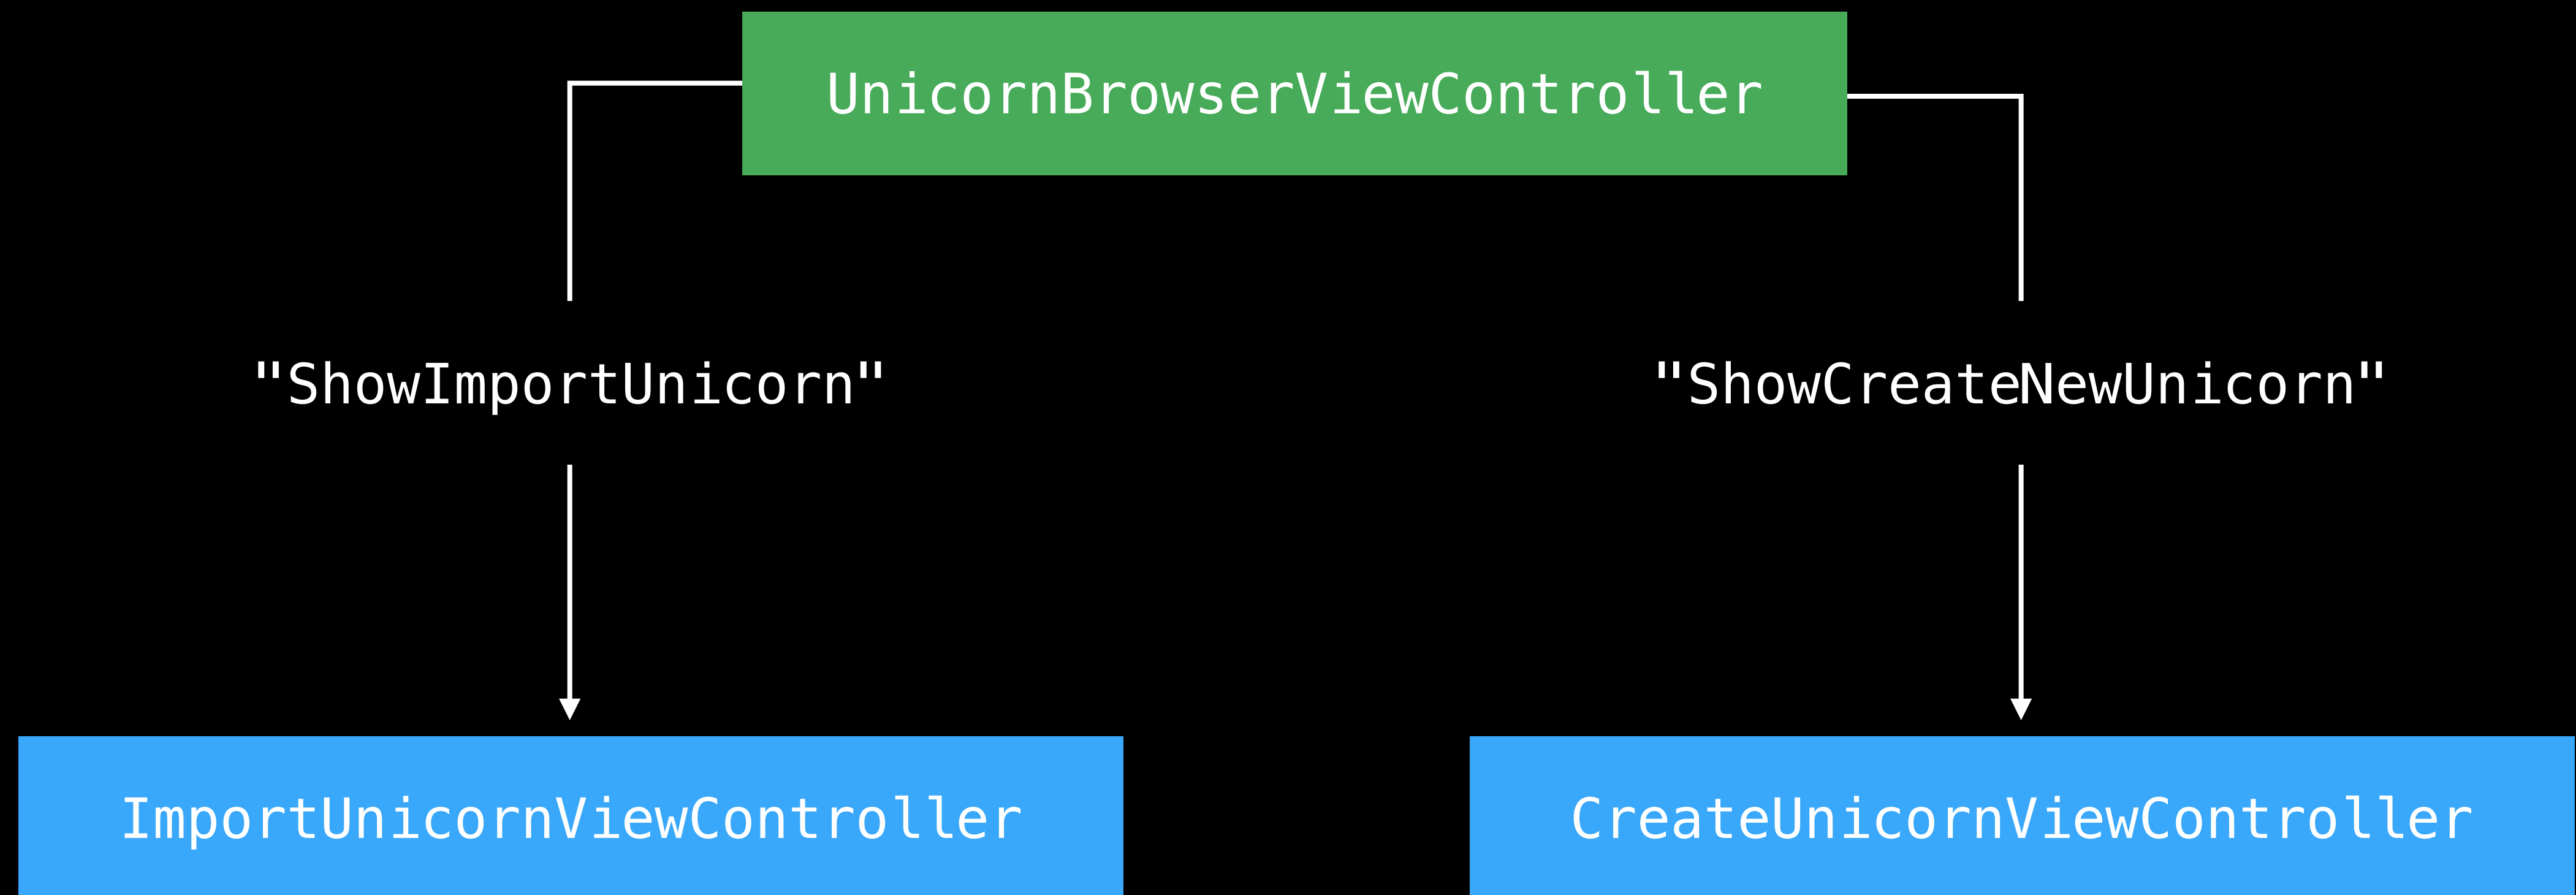 UnicornBrowserViewController
"ShowImportUnicorn"
"ShowCreateNewUnicorn"
ImportUnicornViewController
CreateUnicornViewController